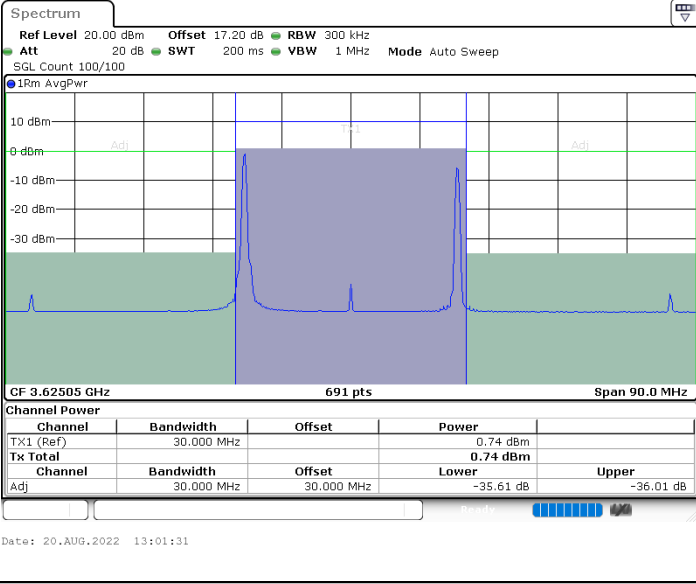 Spectrum
Ref Level 20.00 dBm Offset 17.20 dB RBW 300 kHz
Att 20 dB SWT 200 ms VBW 1 MHz Mode Auto Sweep
SGL Count 100/100
1Rm AvgPwr
10 dBm
TX1
Adj
Adj
0 dBm
-10 dBm
-20 dBm
-30 dBm
CF 3.62505 GHz 691 pts Span 90.0 MHz
Channel Power
Channel Bandwidth Offset Power
TX1 (Ref) 30.000 MHz 0.74 dBm
Tx Total 0.74 dBm
Channel Bandwidth Offset Lower Upper
Adj 30.000 MHz 30.000 MHz -35.61 dB -36.01 dB
Ready
Date: 20.AUG.2022 13:01:31